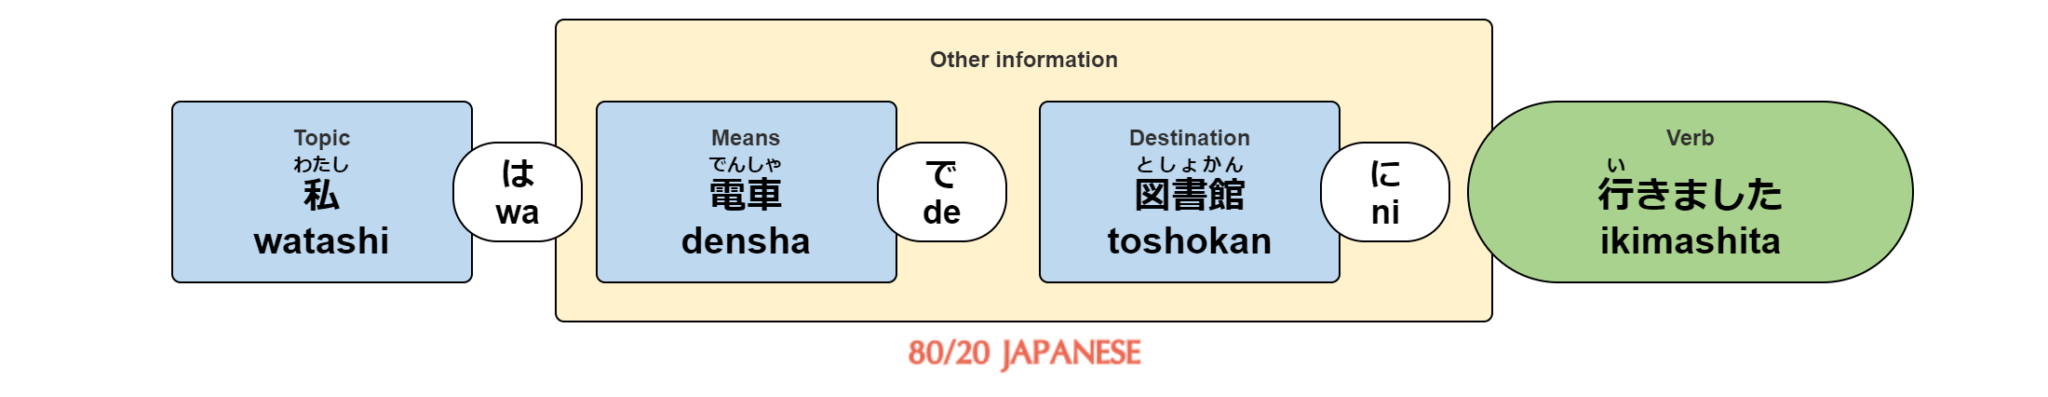 Other information
Topic
わたし
私
watashi
は
wa
Means
でんしゃ
電車
densha
で
de
Destination
としょかん
図書館
toshokan
に
ni
Verb
い
行きました
ikimashita
80/20 JAPANESE